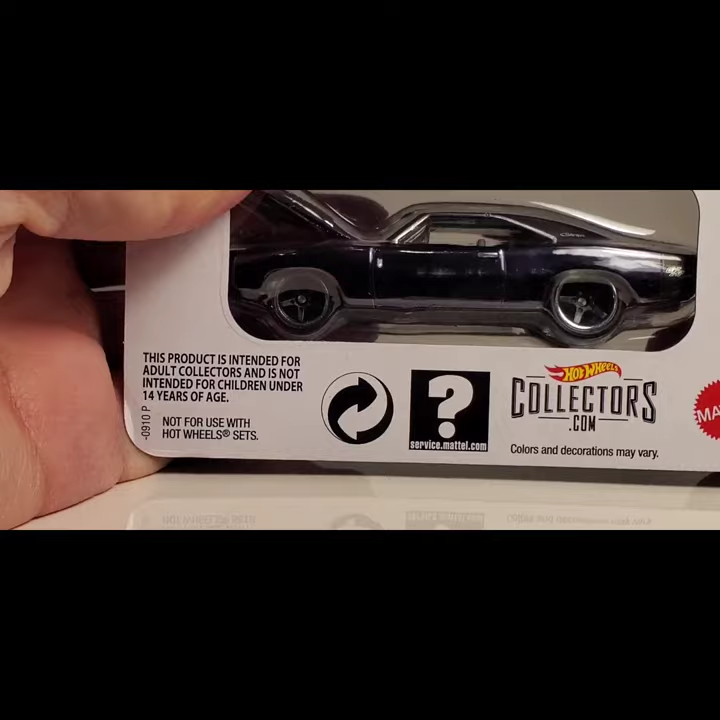 THIS PRODUCT IS INTENDED FOR
ADULT COLLECTORS AND IS NOT
INTENDED FOR CHILDREN UNDER
14 YEARS OF AGE.
-0910 P
NOT FOR USE WITH
HOT WHEELS® SETS.
?
service.mattel.com
HOT WHEELS
COLLECTORS
.COM
Colors and decorations may vary.
MA